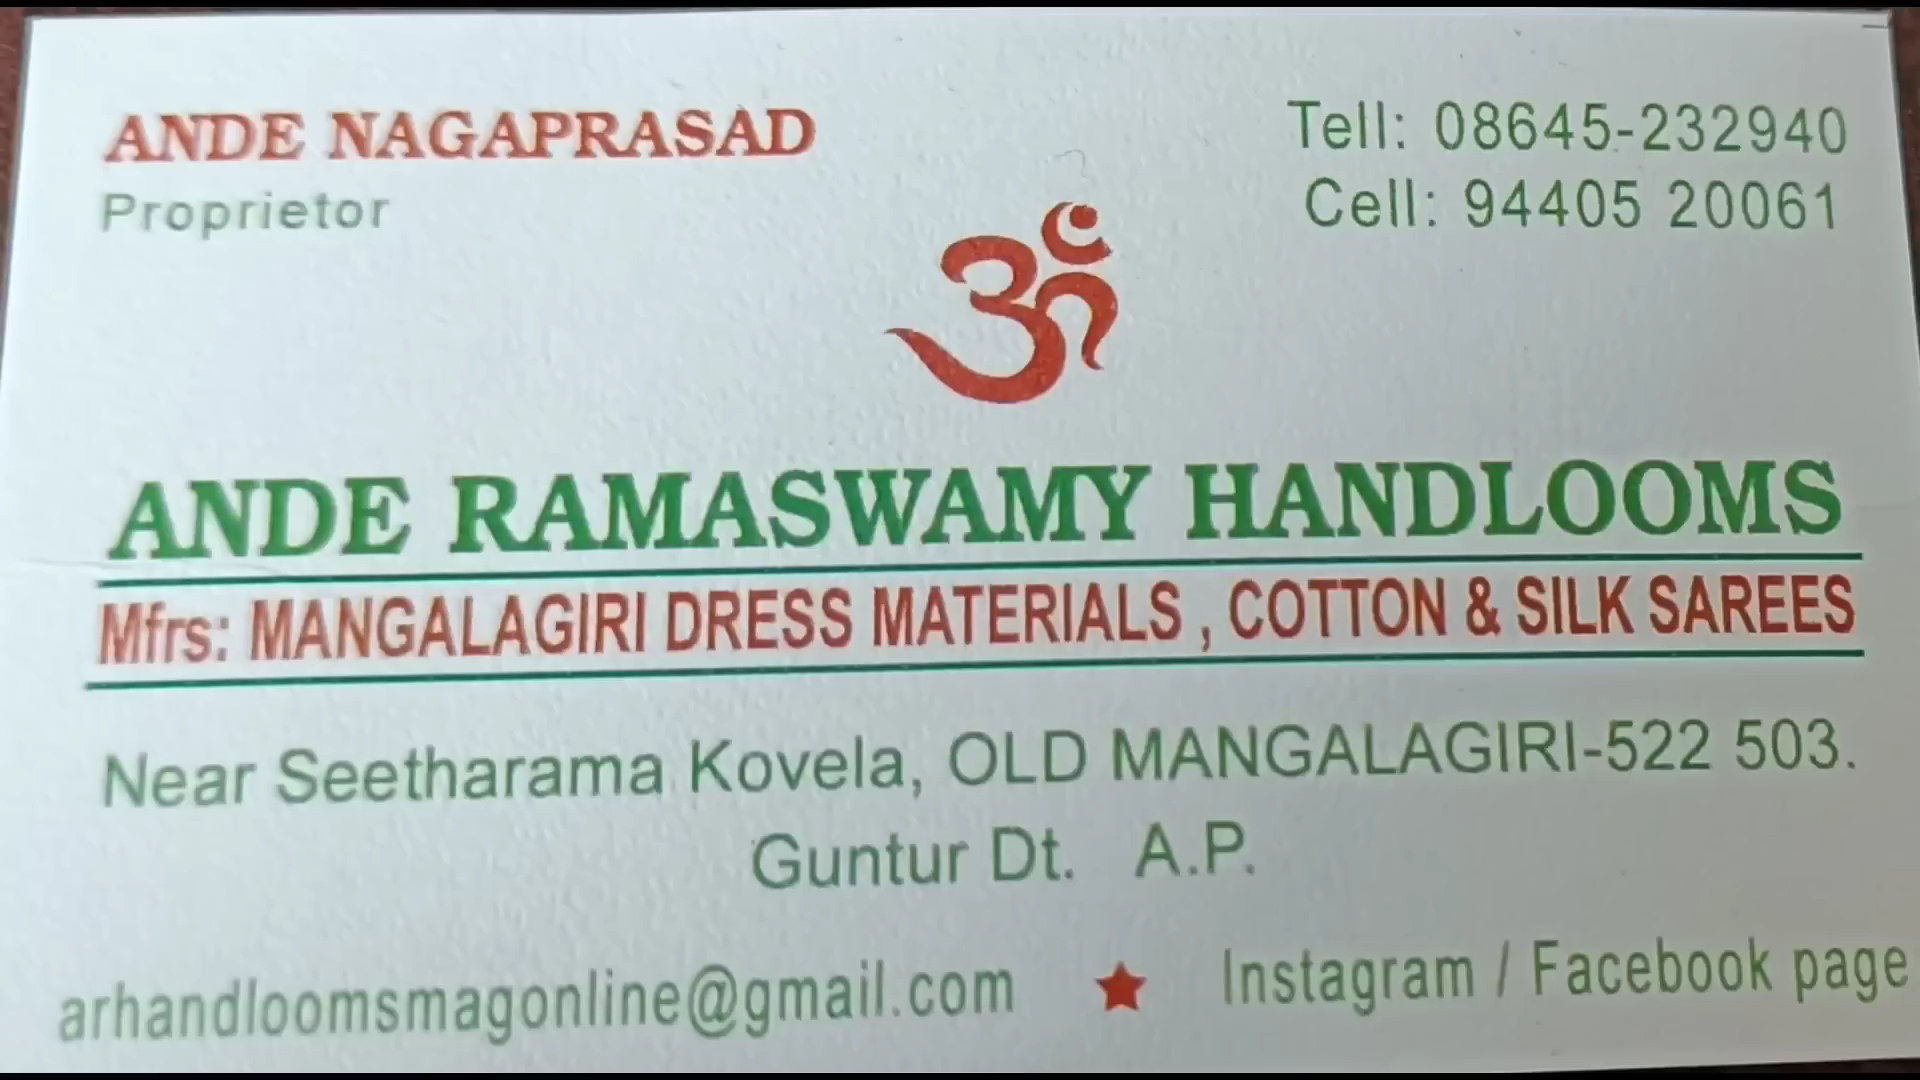 ANDE NAGAPRASAD
Proprietor
Tell: 08645-232940
Cell: 94405 20061
ॐ
ANDE RAMASWAMY HANDLOOMS
Mfrs: MANGALAGIRI DRESS MATERIALS , COTTON & SILK SAREES
Near Seetharama Kovela, OLD MANGALAGIRI-522 503.
Guntur Dt. A.P.
arhandloomsmagonline@gmail.com ★ Instagram / Facebook page